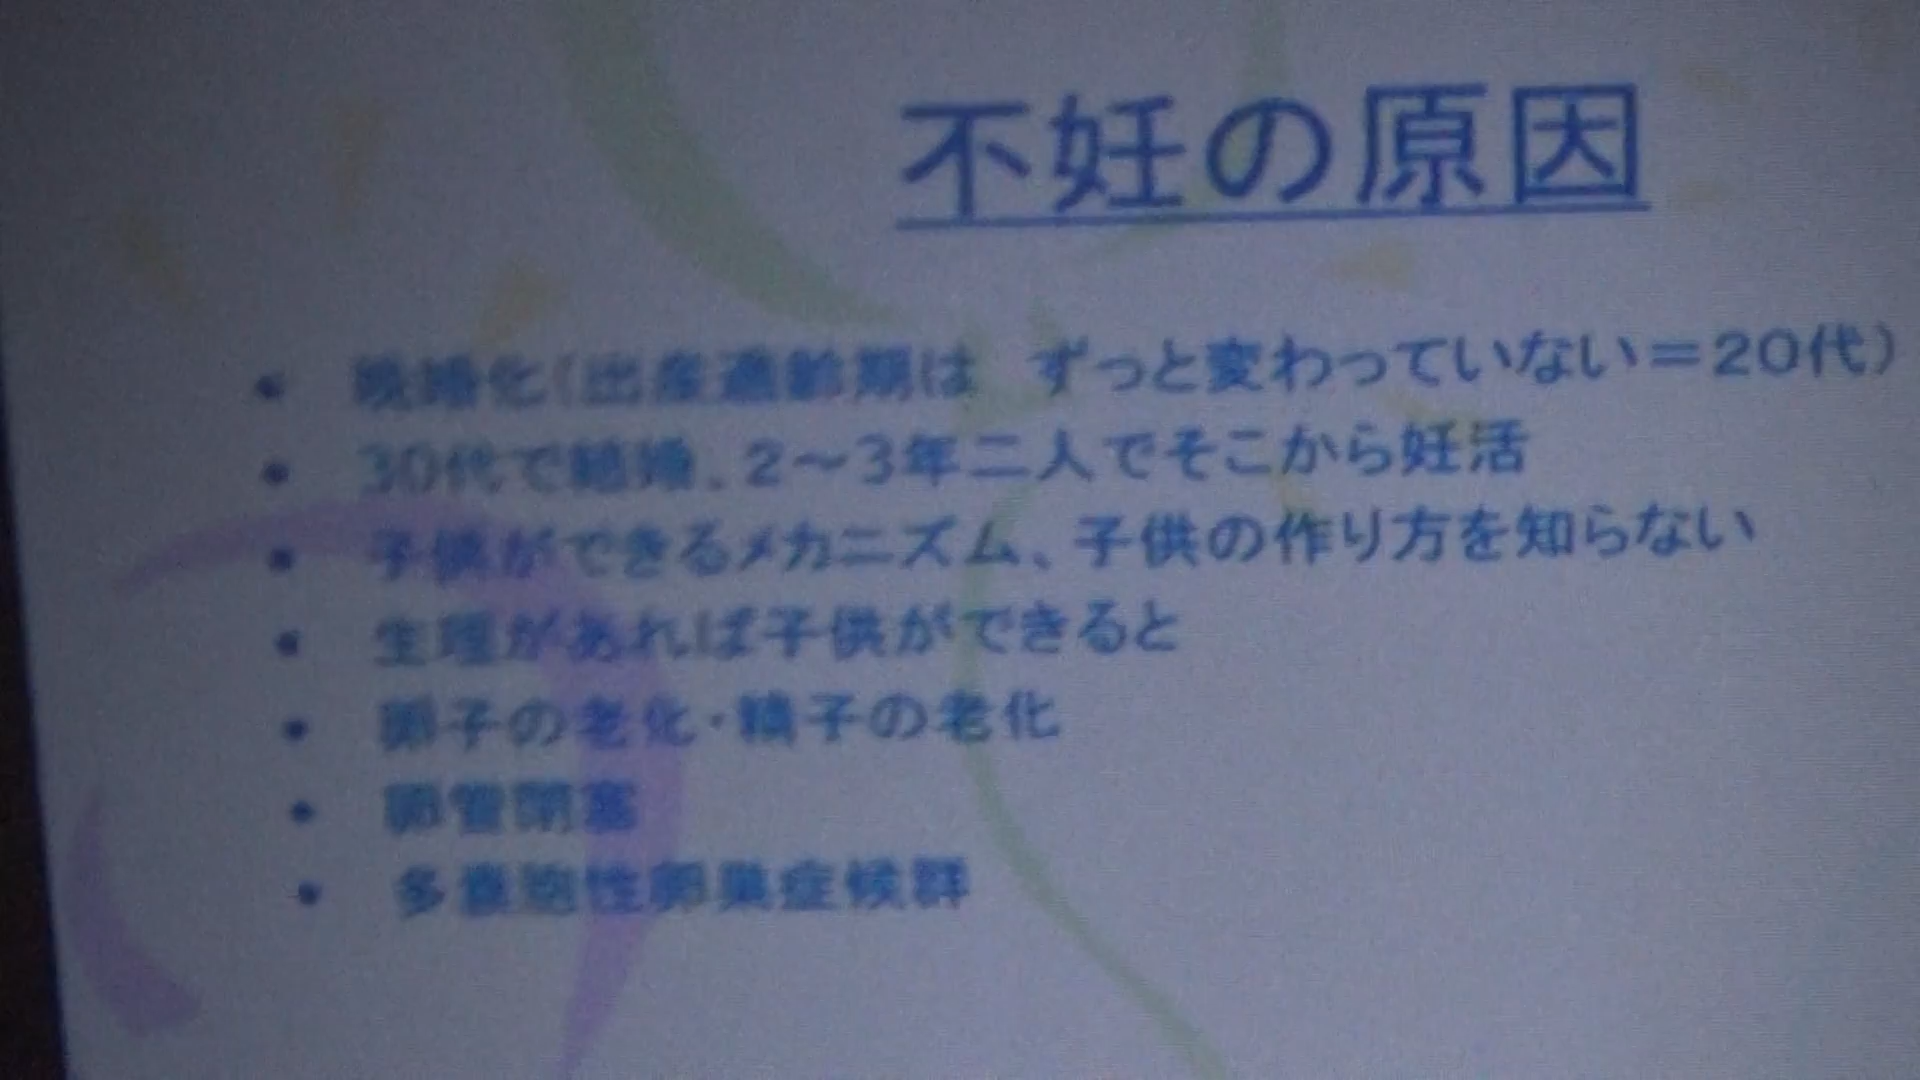 不妊の原因
• 晩婚化(出産適齢期は ずっと変わっていない=20代)
• 30代で結婚、2～3年二人でそこから妊活
• 子供ができるメカニズム、子供の作り方を知らない
• 生理があれば子供ができると
• 卵子の老化・精子の老化
• 卵管閉塞
• 多嚢胞性卵巣症候群